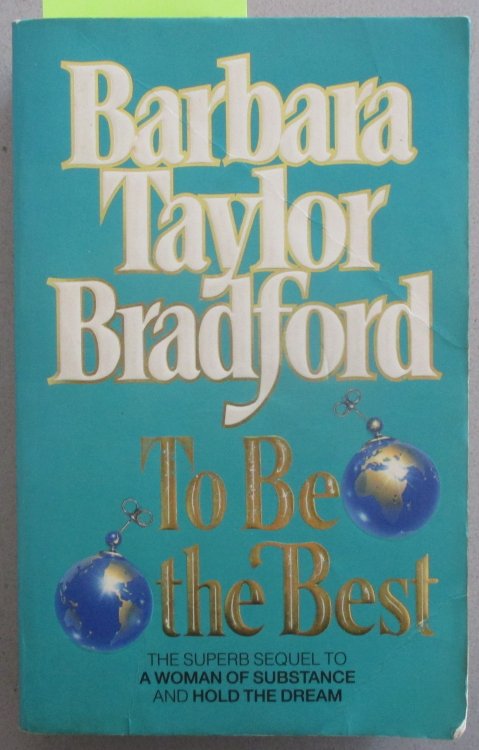 Barbara
Taylor
Bradford
To Be
the Best
THE SUPERB SEQUEL TO
A WOMAN OF SUBSTANCE
AND HOLD THE DREAM